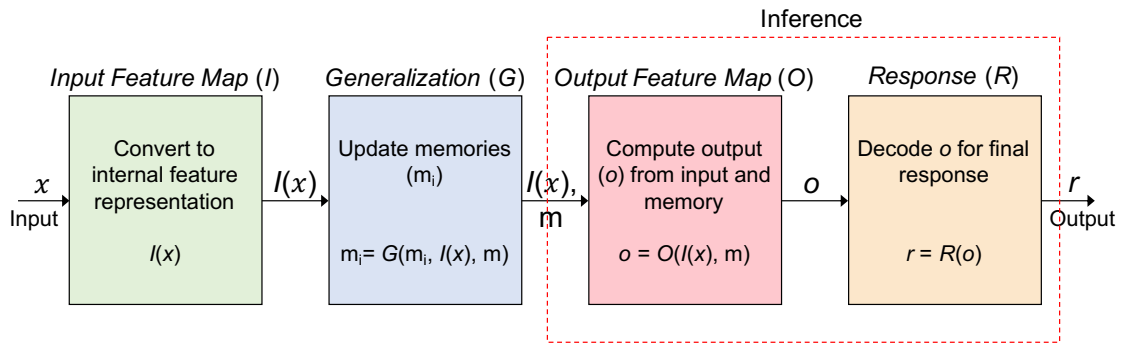 Inference
Input Feature Map (I)
Generalization (G)
Output Feature Map (O)
Response (R)
x
Input
Convert to
internal feature
representation
I(x)
I(x)
Update memories
(mᵢ)
mᵢ= G(mᵢ, I(x), m)
I(x),
m
Compute output
(o) from input and
memory
o = O(I(x), m)
o
Decode o for final
response
r = R(o)
r
Output